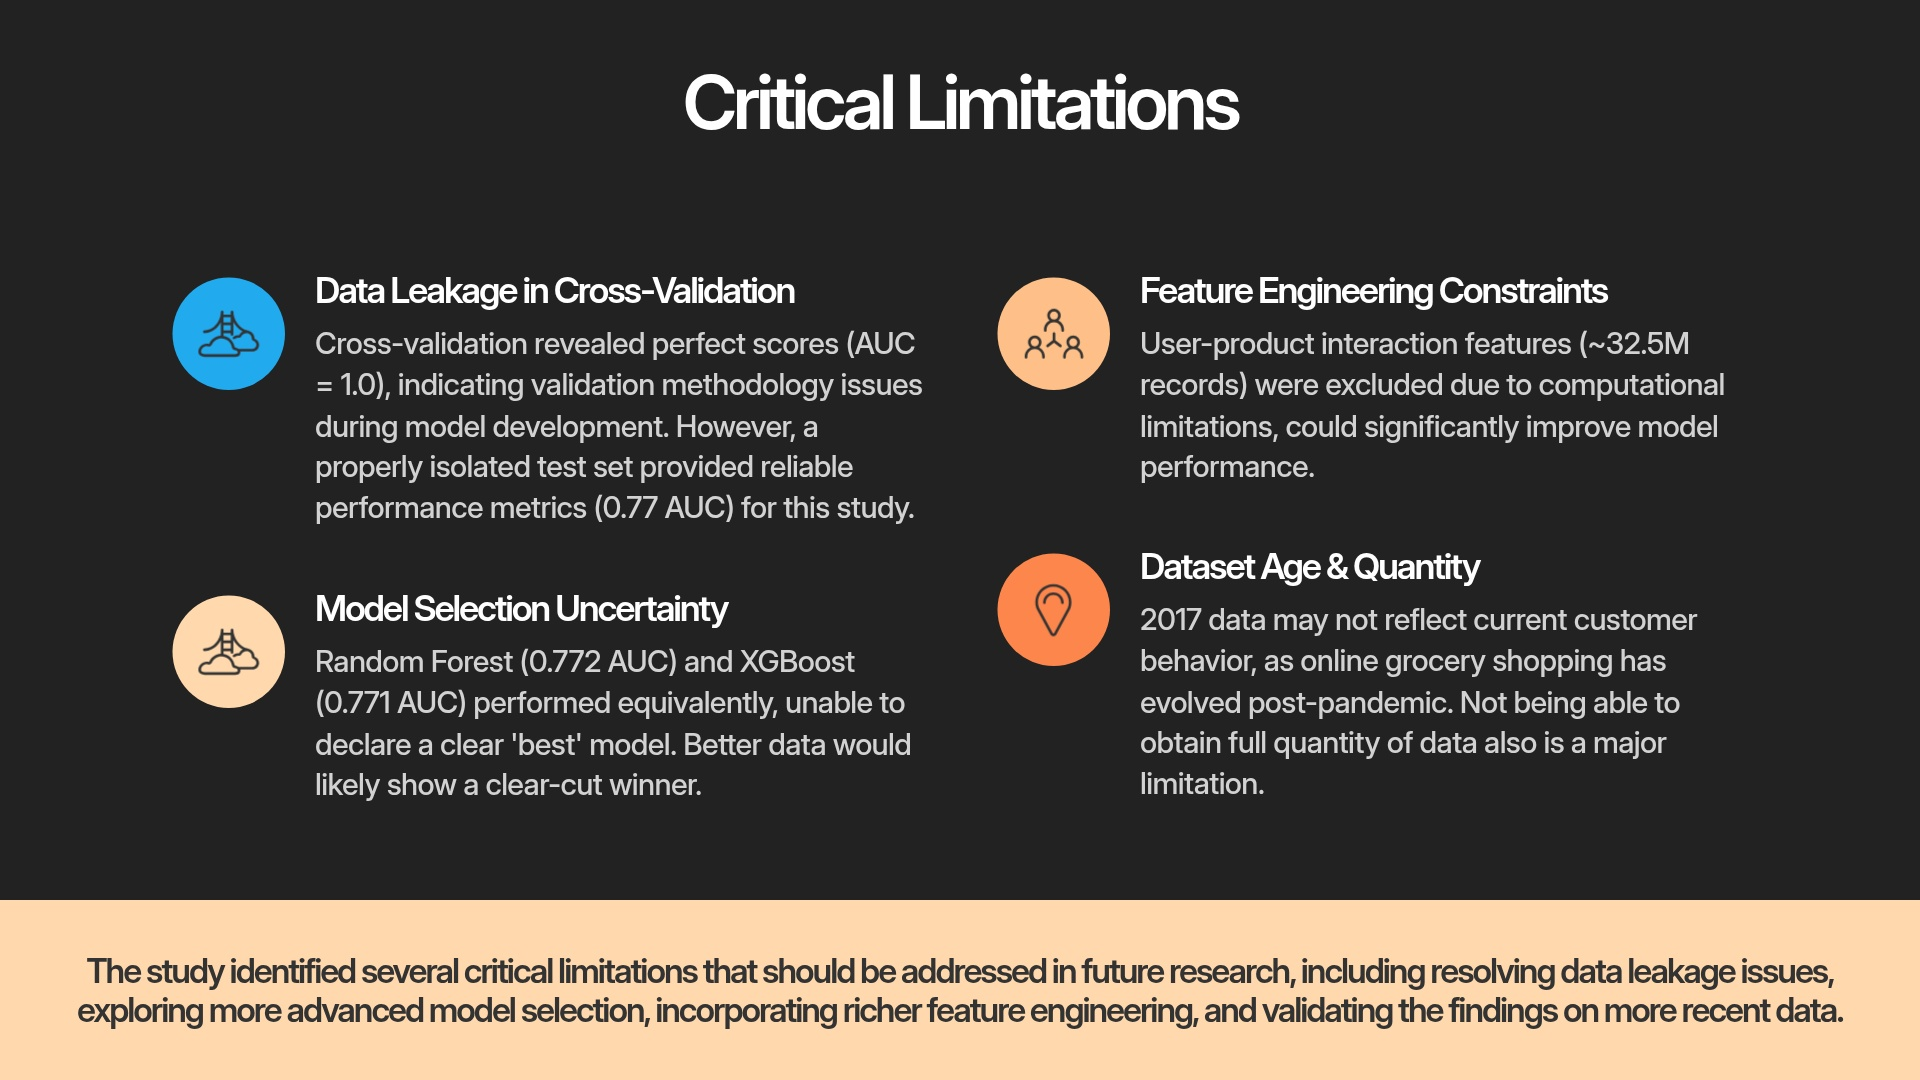 Critical Limitations
Data Leakage in Cross-Validation
Cross-validation revealed perfect scores (AUC
= 1.0), indicating validation methodology issues
during model development. However, a
properly isolated test set provided reliable
performance metrics (0.77 AUC) for this study.
Model Selection Uncertainty
Random Forest (0.772 AUC) and XGBoost
(0.771 AUC) performed equivalently, unable to
declare a clear 'best' model. Better data would
likely show a clear-cut winner.
Feature Engineering Constraints
User-product interaction features (~32.5M
records) were excluded due to computational
limitations, could significantly improve model
performance.
Dataset Age & Quantity
2017 data may not reflect current customer
behavior, as online grocery shopping has
evolved post-pandemic. Not being able to
obtain full quantity of data also is a major
limitation.
The study identified several critical limitations that should be addressed in future research, including resolving data leakage issues,
exploring more advanced model selection, incorporating richer feature engineering, and validating the findings on more recent data.